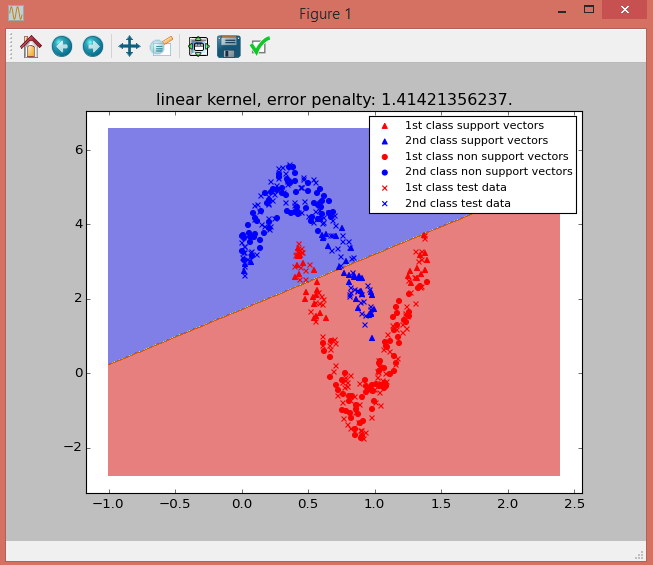 Figure 1
linear kernel, error penalty: 1.41421356237.
1st class support vectors
2nd class support vectors
1st class non support vectors
2nd class non support vectors
1st class test data
2nd class test data
6
4
2
0
−2
−1.0 −0.5 0.0 0.5 1.0 1.5 2.0 2.5